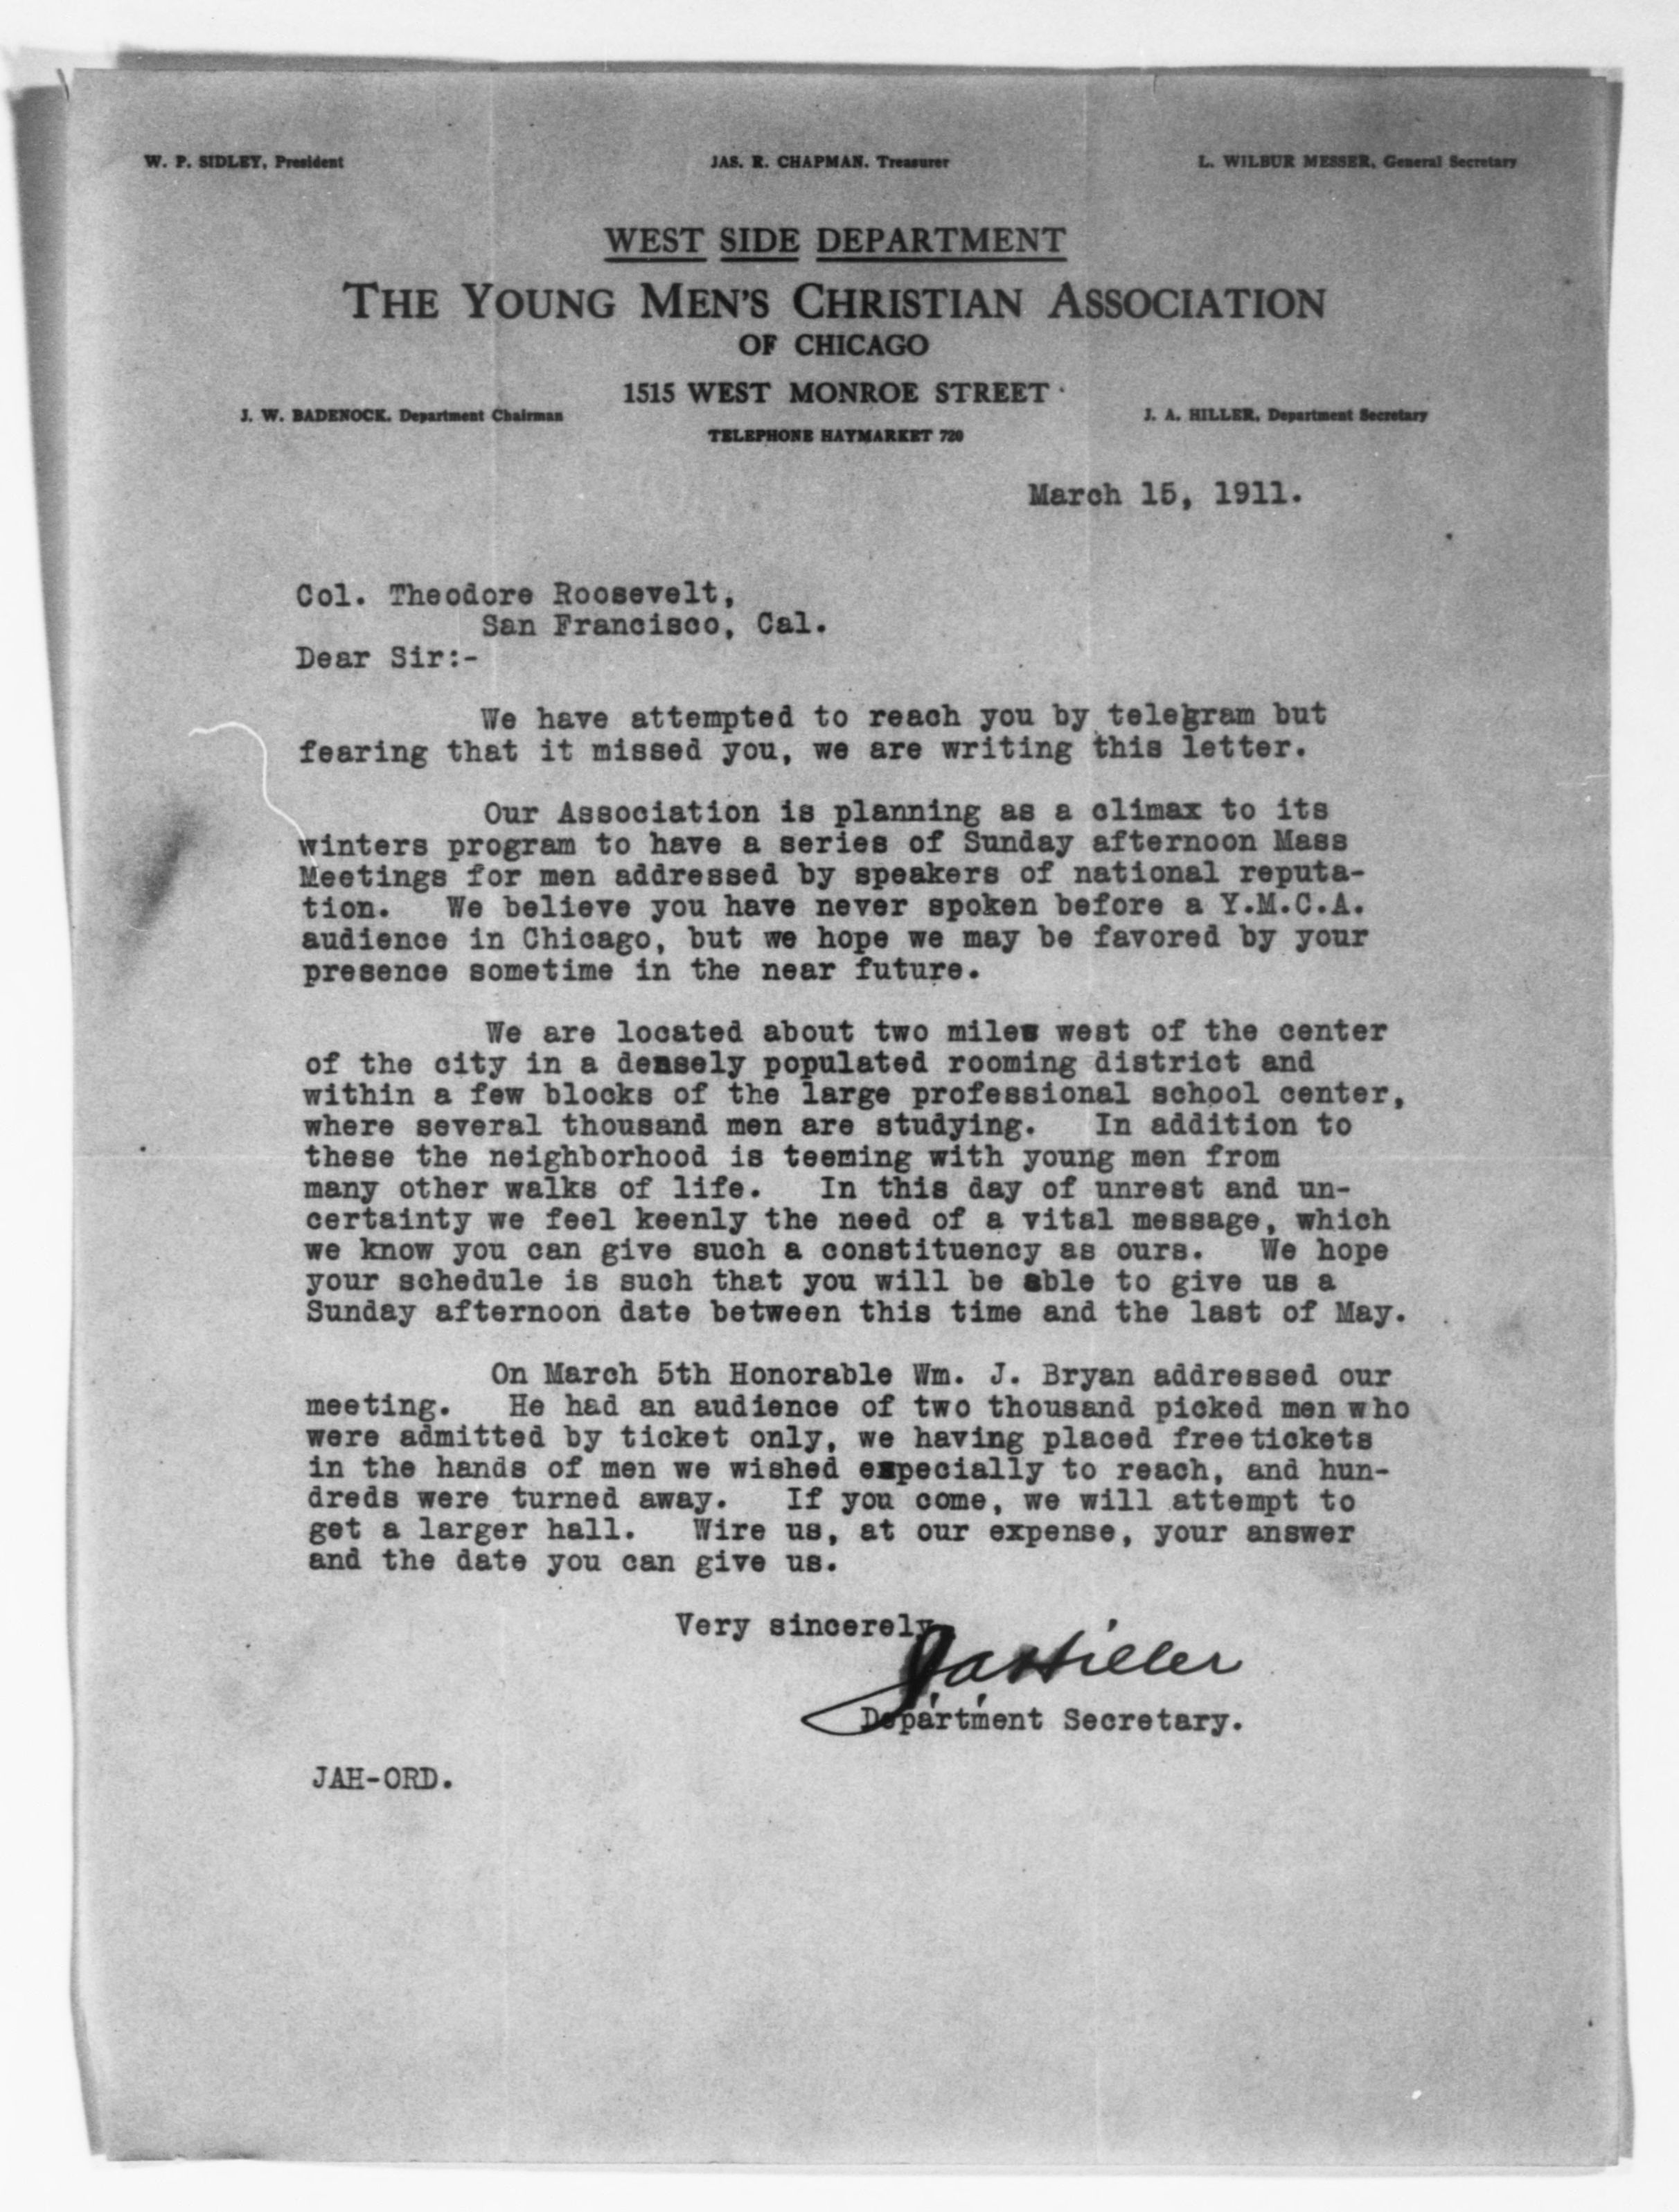 W. P. SIDLEY, President JAS. R. CHAPMAN, Treasurer L. WILBUR MESSER, General Secretary
WEST SIDE DEPARTMENT
THE YOUNG MEN'S CHRISTIAN ASSOCIATION
OF CHICAGO
1515 WEST MONROE STREET
J. W. BADENOCK, Department Chairman J. A. HILLER, Department Secretary
TELEPHONE HAYMARKET 720
March 15, 1911.
Col. Theodore Roosevelt,
San Francisco, Cal.
Dear Sir:-
We have attempted to reach you by telegram but
fearing that it missed you, we are writing this letter.
Our Association is planning as a climax to its
winters program to have a series of Sunday afternoon Mass
Meetings for men addressed by speakers of national reputa-
tion. We believe you have never spoken before a Y.M.C.A.
audience in Chicago, but we hope we may be favored by your
presence sometime in the near future.
We are located about two miles west of the center
of the city in a densely populated rooming district and
within a few blocks of the large professional school center,
where several thousand men are studying. In addition to
these the neighborhood is teeming with young men from
many other walks of life. In this day of unrest and un-
certainty we feel keenly the need of a vital message, which
we know you can give such a constituency as ours. We hope
your schedule is such that you will be able to give us a
Sunday afternoon date between this time and the last of May.
On March 5th Honorable Wm. J. Bryan addressed our
meeting. He had an audience of two thousand picked men who
were admitted by ticket only, we having placed free tickets
in the hands of men we wished especially to reach, and hun-
dreds were turned away. If you come, we will attempt to
get a larger hall. Wire us, at our expense, your answer
and the date you can give us.
Very sincerely,
J A Hiller
Department Secretary.
JAH-ORD.